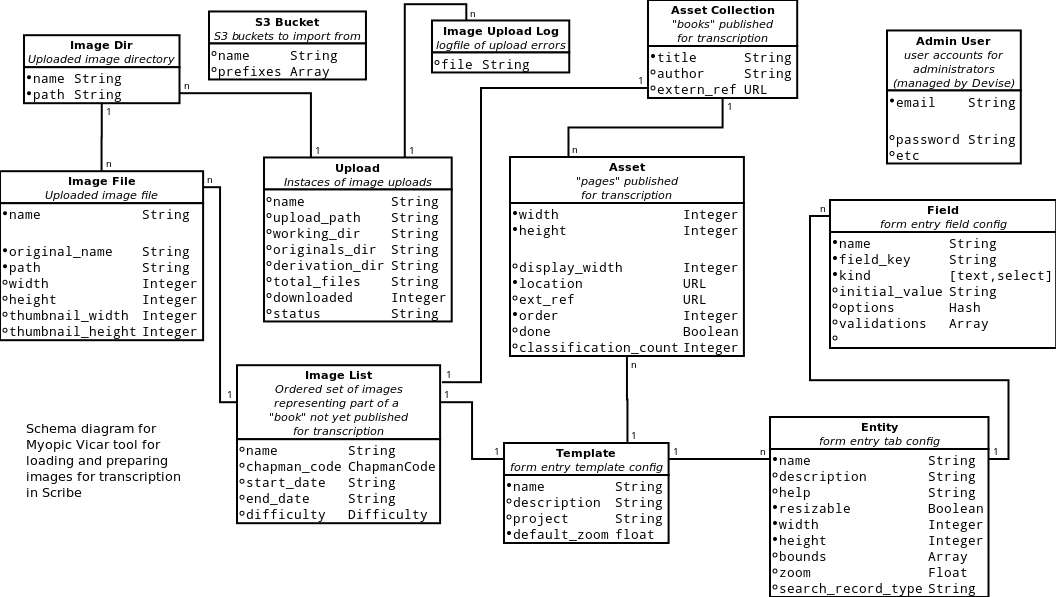 S3 Bucket
S3 buckets to import from
name String
prefixes Array
n
Image Upload Log
logfile of upload errors
file String
Asset Collection
"books" published
for transcription
title String
author String
extern_ref URL
1
1
Admin User
user accounts for
administrators
(managed by Devise)
email String
password String
etc
Image Dir
Uploaded image directory
name String
path String
n
1
n
1
1
Image File
Uploaded image file
name String
original_name String
path String
width Integer
height Integer
thumbnail_width Integer
thumbnail_height Integer
n
Upload
Instaces of image uploads
name String
upload_path String
working_dir String
originals_dir String
derivation_dir String
total_files String
downloaded Integer
status String
n
Asset
"pages" published
for transcription
width Integer
height Integer
display_width Integer
location URL
ext_ref URL
order Integer
done Boolean
classification_count Integer
n
n
Field
form entry field config
name String
field_key String
kind [text,select]
initial_value String
options Hash
validations Array
1
Image List
Ordered set of images
representing part of a
"book" not yet published
for transcription
name String
chapman_code ChapmanCode
start_date String
end_date String
difficulty Difficulty
1
1
Schema diagram for
Myopic Vicar tool for
loading and preparing
images for transcription
in Scribe
1
1
Template
form entry template config
name String
description String
project String
default_zoom float
1
n
Entity
form entry tab config
name String
description String
help String
resizable Boolean
width Integer
height Integer
bounds Array
zoom Float
search_record_type String
1